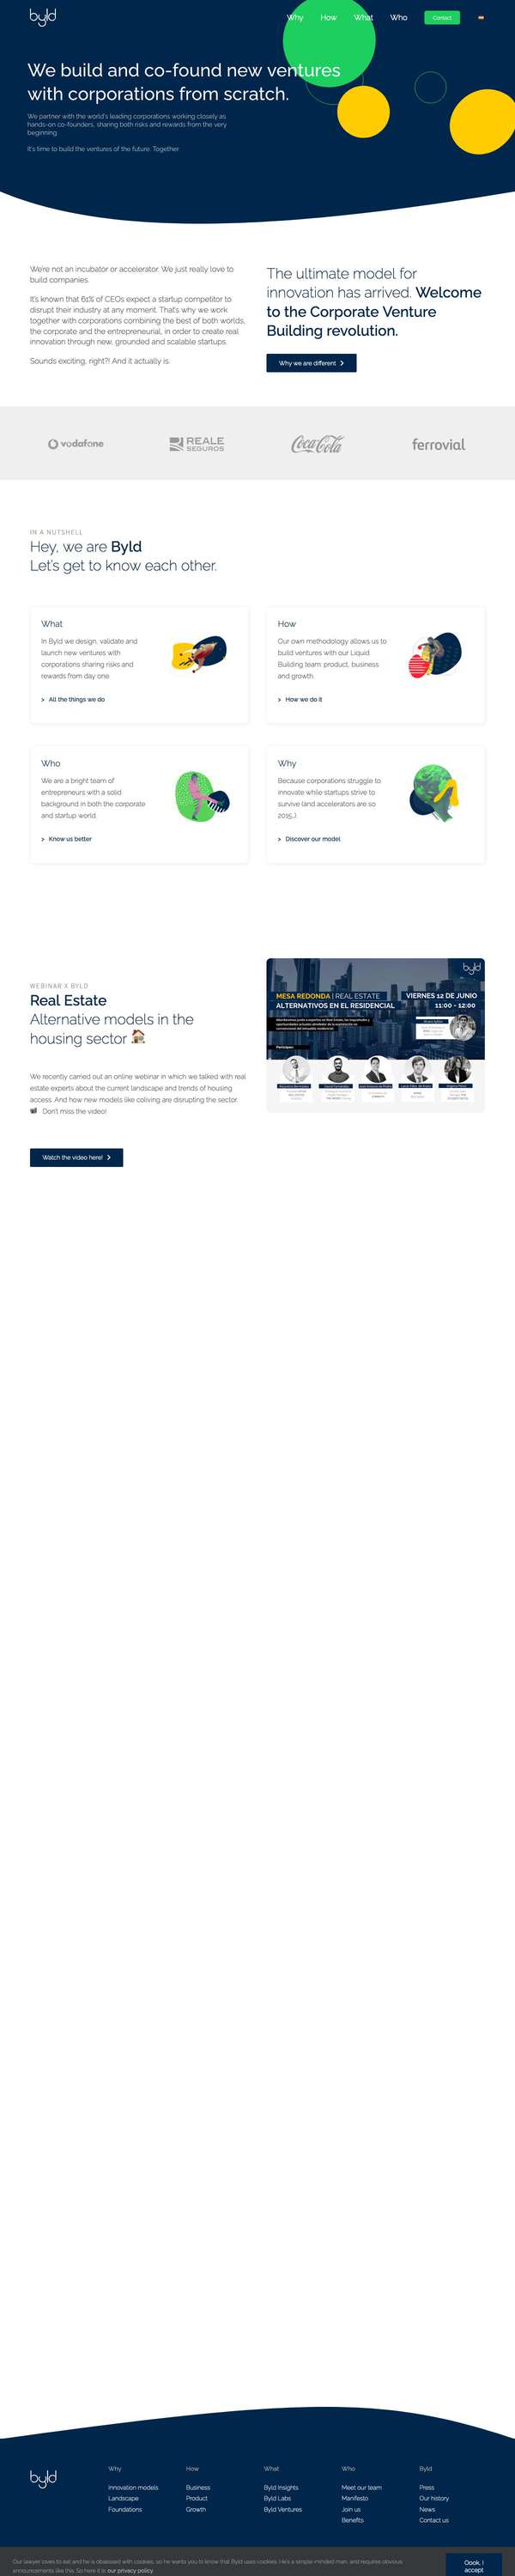 byld
Why How What Who Contact
We build and co-found new ventures
with corporations from scratch.
We partner with the world's leading corporations working closely as
hands-on co-founders, sharing both risks and rewards from the very
beginning.
It's time to build the ventures of the future. Together.
We're not an incubator or accelerator. We just really love to
build companies.
It's known that 61% of CEOs expect a startup competitor to
disrupt their industry at any moment. That's why we work
together with corporations combining the best of both worlds,
the corporate and the entrepreneurial, in order to create real
innovation through new, grounded and scalable startups.
Sounds exciting, right?! And it actually is.
The ultimate model for
innovation has arrived. Welcome
to the Corporate Venture
Building revolution.
Why we are different >
vodafone
REALE
SEGUROS
Coca-Cola
ferrovial
IN A NUTSHELL
Hey, we are Byld
Let's get to know each other.
What
In Byld we design, validate and
launch new ventures with
corporations sharing risks and
rewards from day one.
> All the things we do
How
Our own methodology allows us to
build ventures with our Liquid
Building team: product, business
and growth.
> How we do it
Who
We are a bright team of
entrepreneurs with a solid
background in both the corporate
and startup world.
> Know us better
Why
Because corporations struggle to
innovate while startups strive to
survive (and accelerators are so
2015...).
> Discover our model
WEBINAR X BYLD
Real Estate
Alternative models in the
housing sector 🏠
We recently carried out an online webinar in which we talked with real
estate experts about the current landscape and trends of housing
access. And how new models like coliving are disrupting the sector.
📹 Don't miss the video!
Watch the video here! >
byld
MESA REDONDA | REAL ESTATE
ALTERNATIVOS EN EL RESIDENCIAL
VIERNES 12 DE JUNIO
11:00 - 12:00
Participan:
byld
Why
Innovation models
Landscape
Foundations
How
Business
Product
Growth
What
Byld Insights
Byld Labs
Byld Ventures
Who
Meet our team
Manifesto
Join us
Benefits
Byld
Press
Our history
News
Contact us
Our lawyer loves to eat and he is obsessed with cookies, so he wants you to know that Byld uses cookies. He's a simple-minded man, and requires obvious
announcements like this. So here it is: our privacy policy.
Oook, I
accept